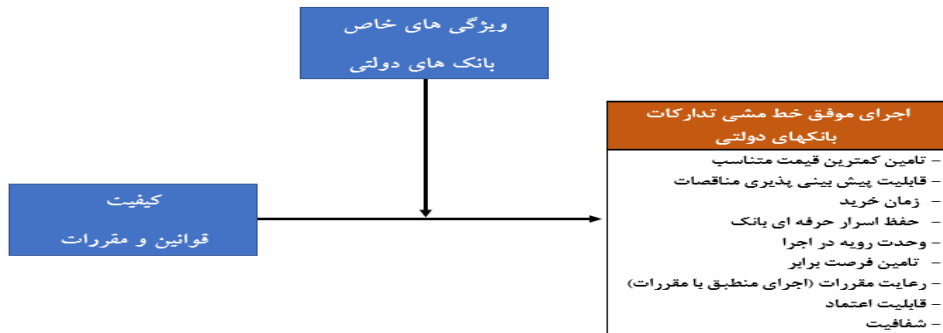 ویژگی های خاص
بانک های دولتی
کیفیت
قوانین و مقررات
اجرای موفق خط مشی تدارکات
بانکهای دولتی
- تامین کمترین قیمت متناسب
- قابلیت پیش بینی پذیری مناقصات
- زمان خرید
- حفظ اسرار حرفه ای بانک
- وحدت رویه در اجرا
- تامین فرصت برابر
- رعایت مقررات (اجرای منطبق با مقررات)
- قابلیت اعتماد
- شفافیت